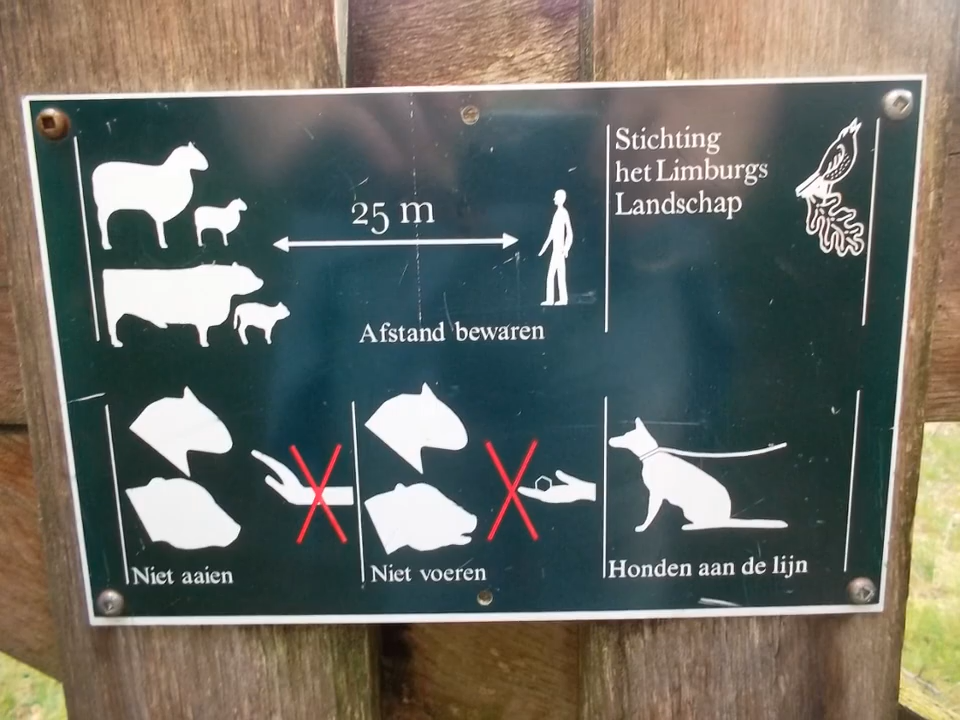 25 m
Afstand bewaren
Stichting
het Limburgs
Landschap
Niet aaien
Niet voeren
Honden aan de lijn